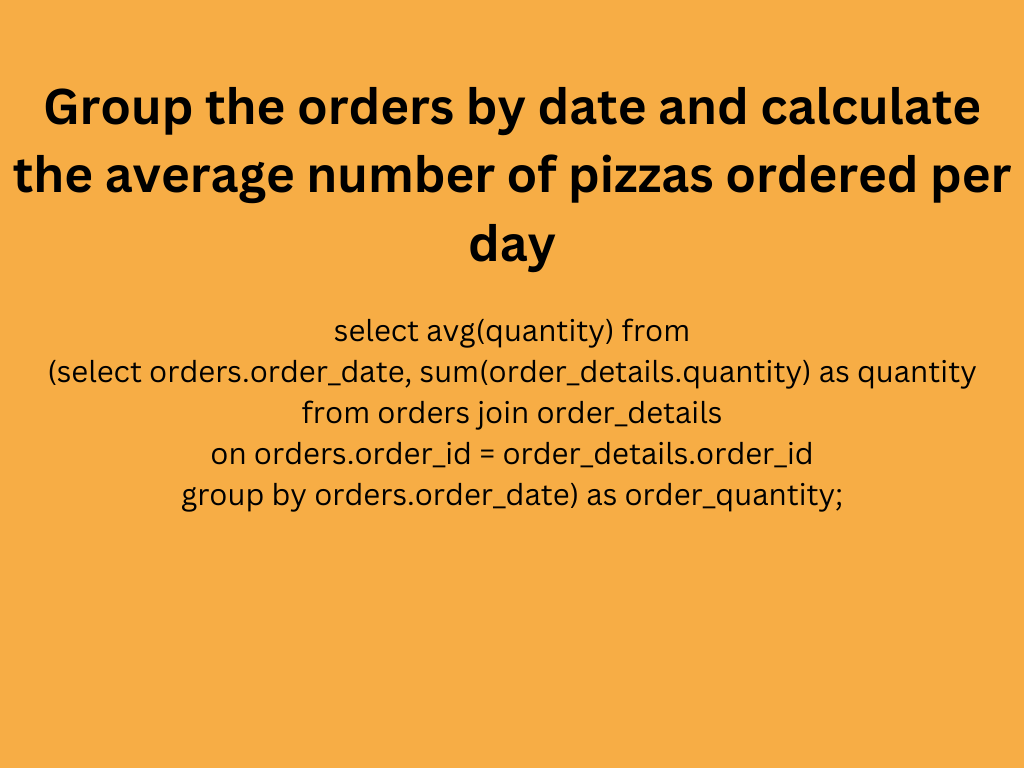 Group the orders by date and calculate
the average number of pizzas ordered per
day
select avg(quantity) from
(select orders.order_date, sum(order_details.quantity) as quantity
from orders join order_details
on orders.order_id = order_details.order_id
group by orders.order_date) as order_quantity;